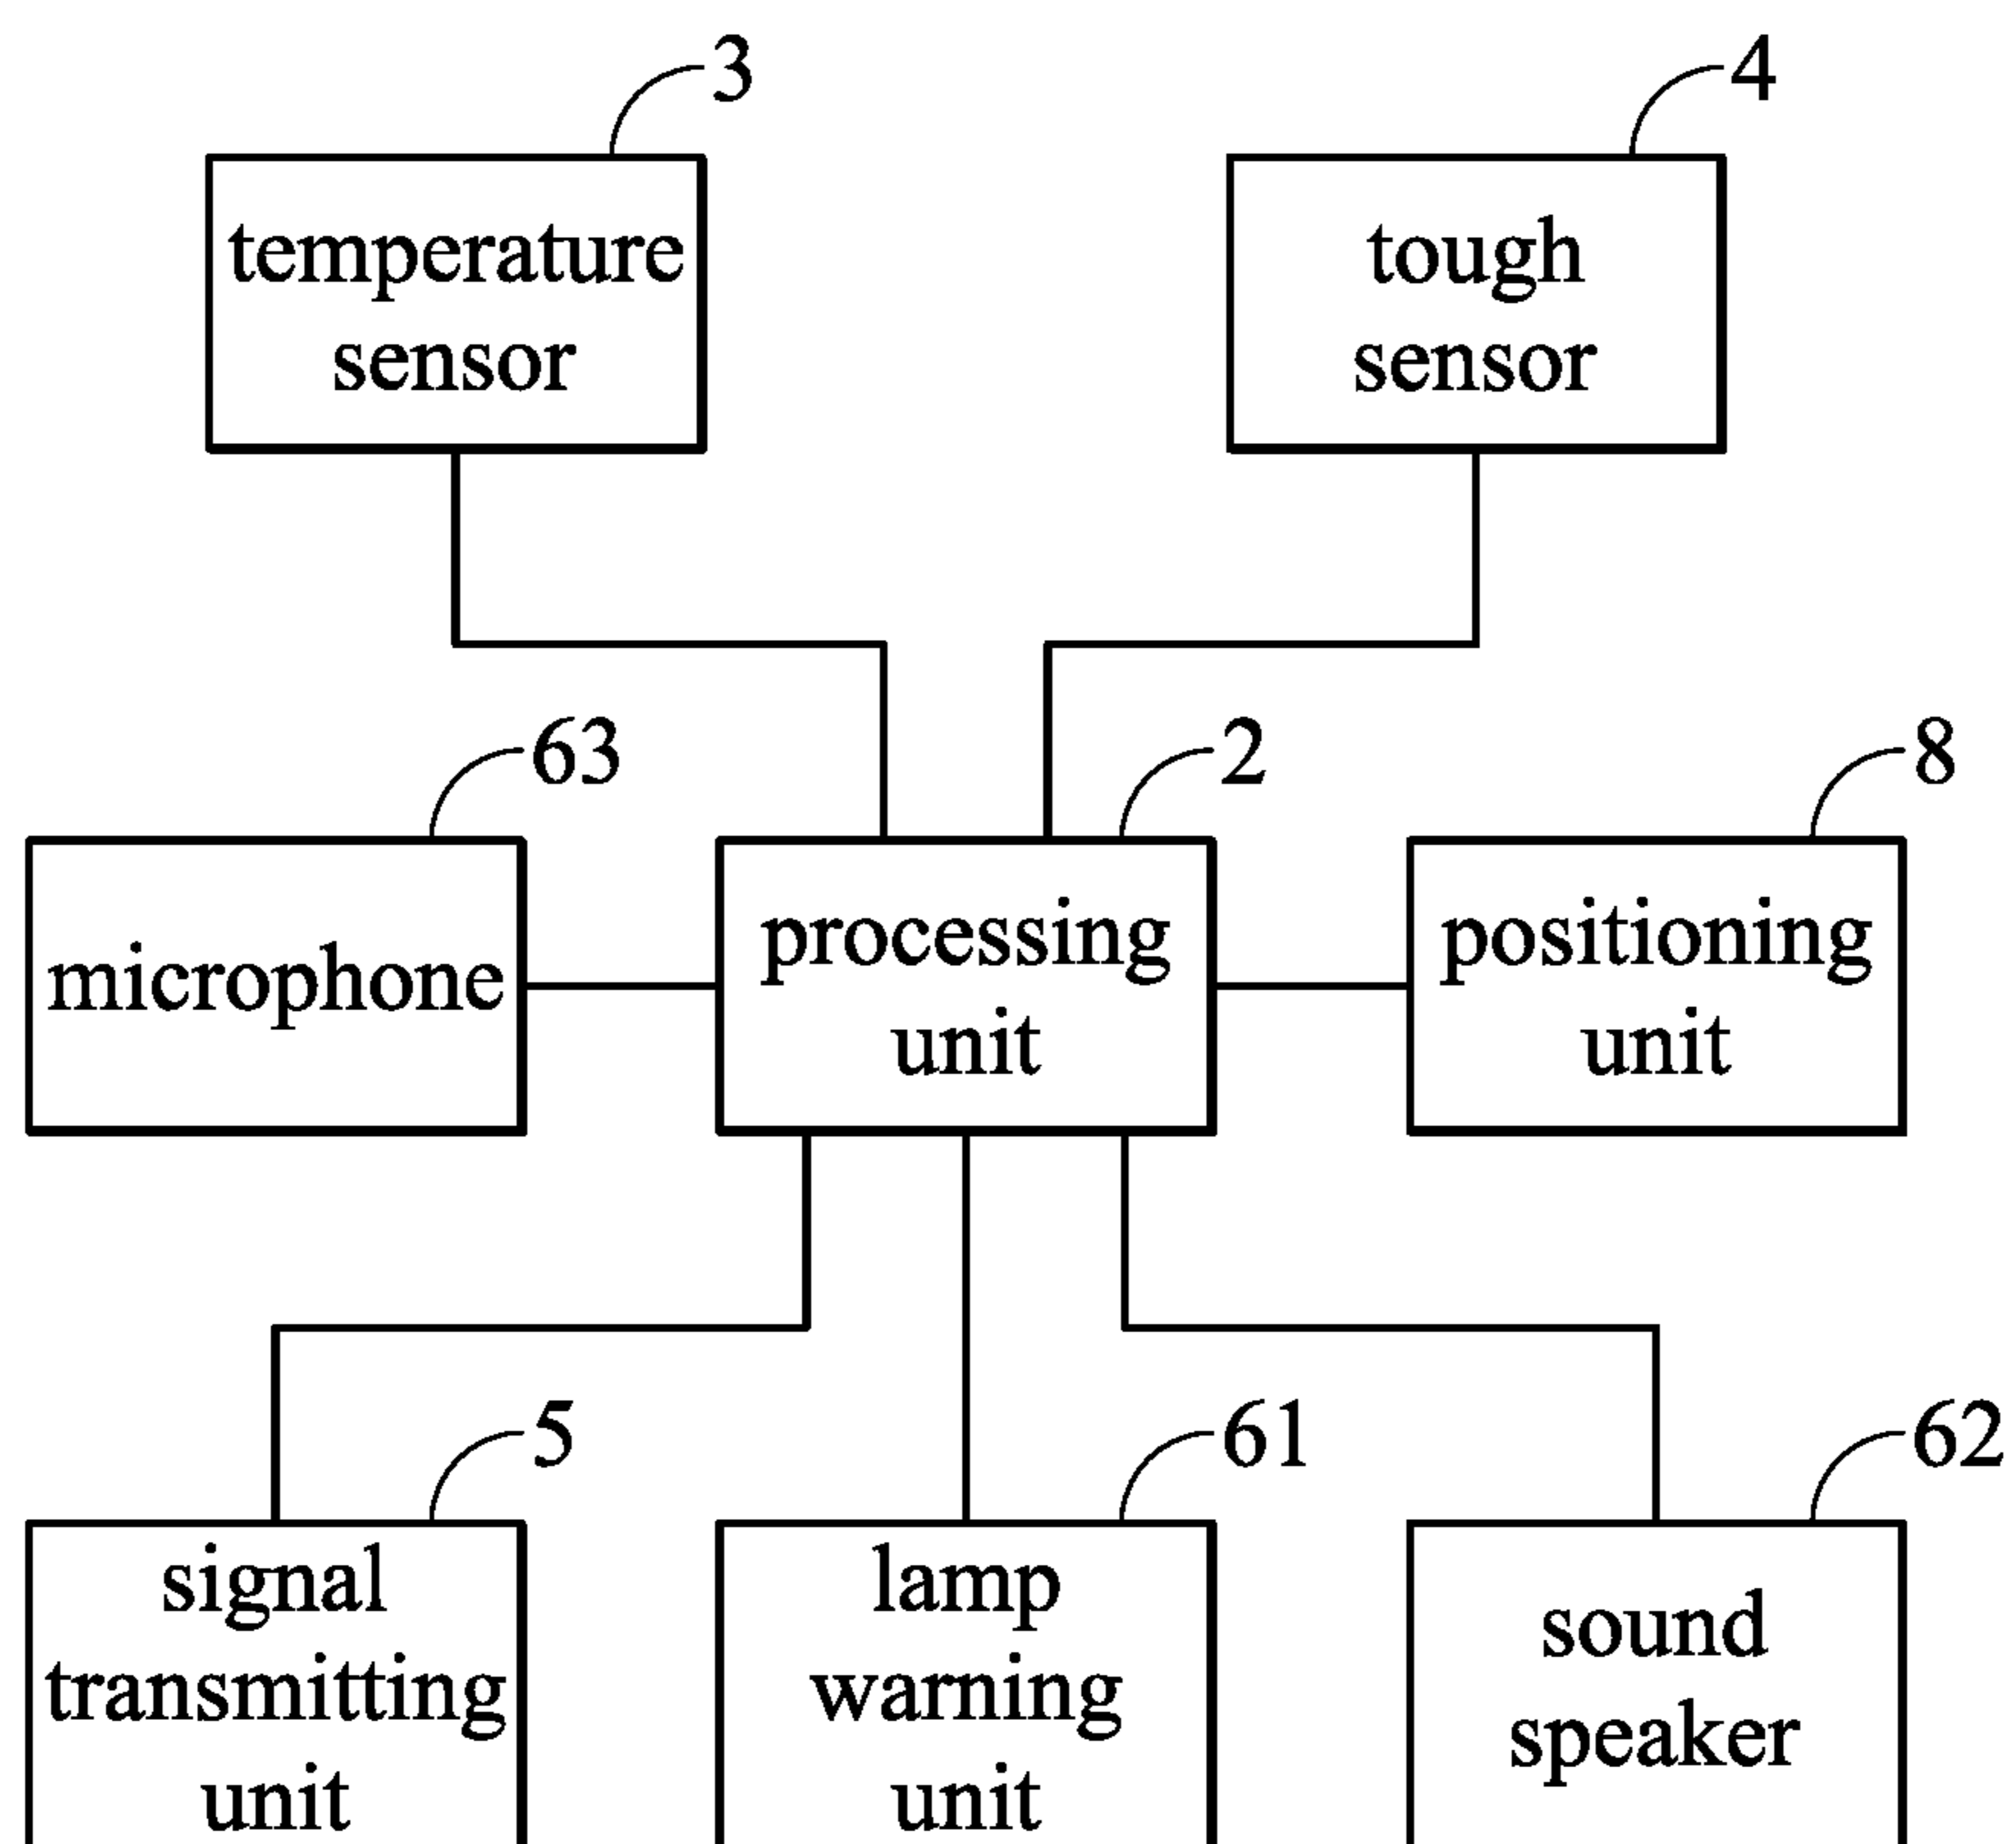 3
4
temperature
sensor
tough
sensor
63
2
8
microphone
processing
unit
positioning
unit
5
61
62
signal
transmitting
unit
lamp
warning
unit
sound
speaker